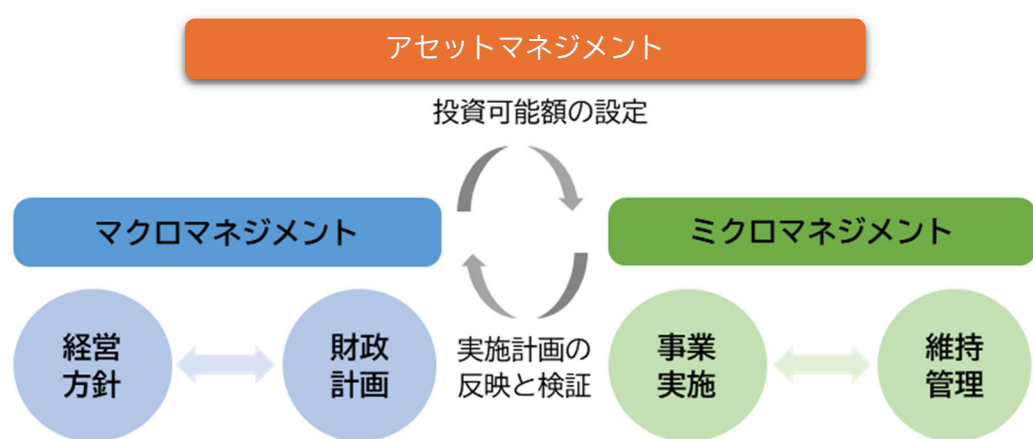 アセットマネジメント
投資可能額の設定
マクロマネジメント
ミクロマネジメント
経営
方針
財政
計画
実施計画の
反映と検証
事業
実施
維持
管理